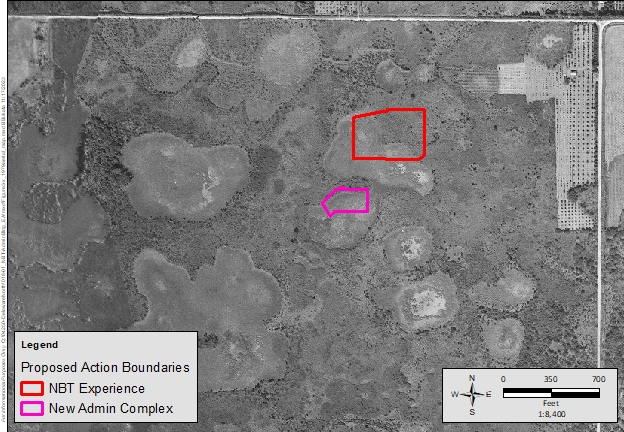 Legend
Proposed Action Boundaries
NBT Experience
New Admin Complex
N
W
E
S
0 350 700
Feet
1:8,400